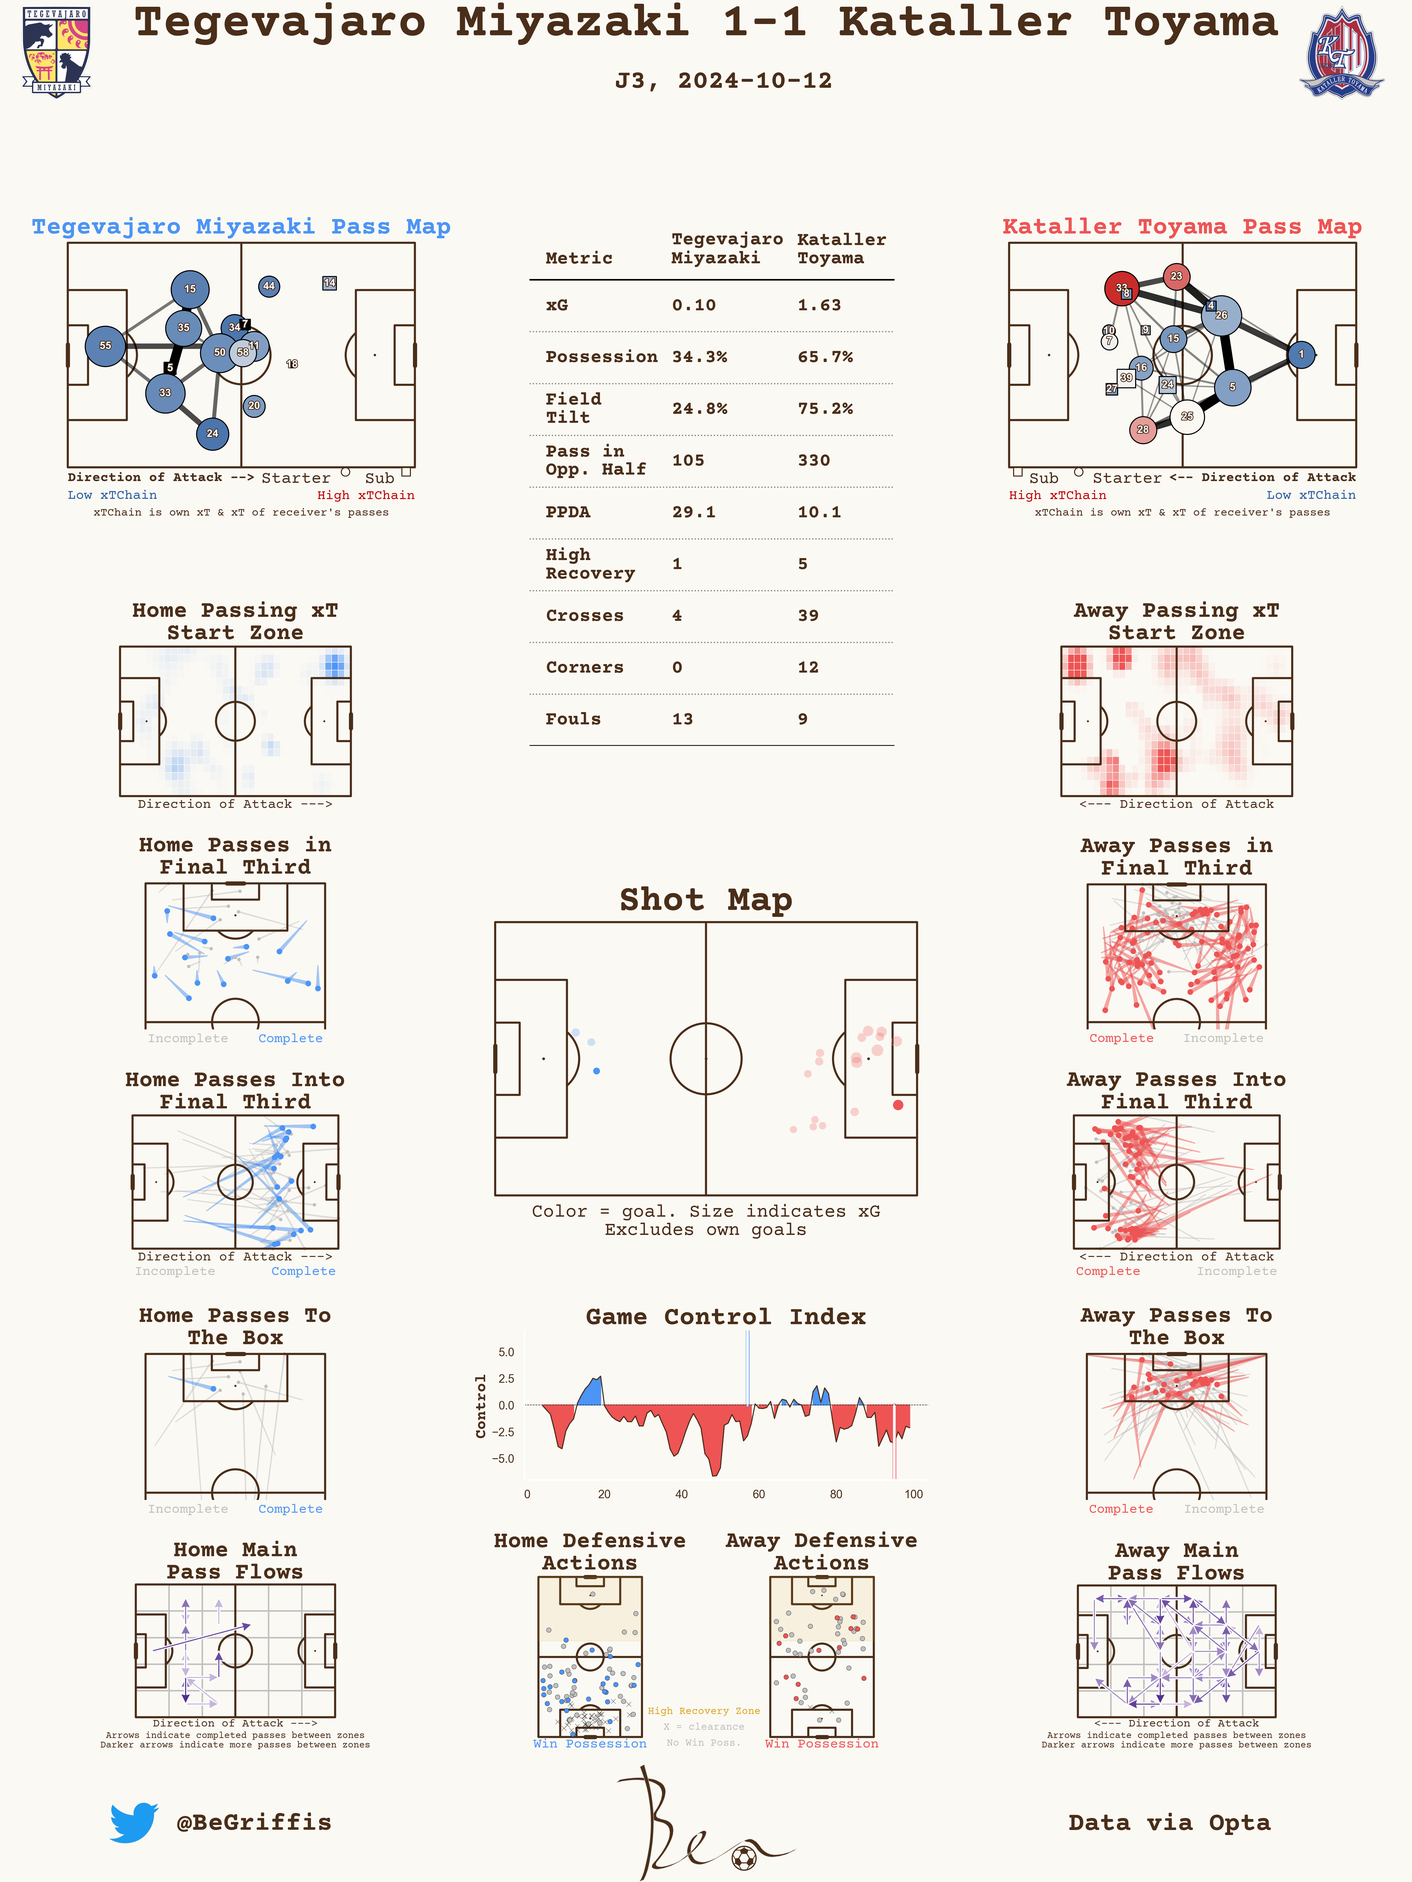 Tegevajaro Miyazaki 1-1 Kataller Toyama
J3, 2024-10-12
TEGEVAJARO
MIYAZAKI
KT
KATALLER TOYAMA
Tegevajaro Miyazaki Pass Map
15
44
14
35
34
7
55
50
58
11
18
5
33
20
24
Direction of Attack --> Starter Sub
Low xTChain High xTChain
xTChain is own xT & xT of receiver's passes
Metric Tegevajaro Miyazaki Kataller Toyama
xG 0.10 1.63
Possession 34.3% 65.7%
Field Tilt 24.8% 75.2%
Pass in Opp. Half 105 330
PPDA 29.1 10.1
High Recovery 1 5
Crosses 4 39
Corners 0 12
Fouls 13 9
Kataller Toyama Pass Map
33
8
23
4
26
10
9
7
15
1
16
39
24
27
5
25
28
Sub Starter <-- Direction of Attack
High xTChain Low xTChain
xTChain is own xT & xT of receiver's passes
Home Passing xT
Start Zone
Direction of Attack --->
Away Passing xT
Start Zone
<--- Direction of Attack
Home Passes in
Final Third
Incomplete Complete
Away Passes in
Final Third
Complete Incomplete
Shot Map
Color = goal. Size indicates xG
Excludes own goals
Home Passes Into
Final Third
Direction of Attack --->
Incomplete Complete
Away Passes Into
Final Third
<--- Direction of Attack
Complete Incomplete
Home Passes To
The Box
Incomplete Complete
Game Control Index
Control
5.0
2.5
0.0
−2.5
−5.0
0 20 40 60 80 100
Away Passes To
The Box
Complete Incomplete
Home Main
Pass Flows
Direction of Attack --->
Arrows indicate completed passes between zones
Darker arrows indicate more passes between zones
Home Defensive
Actions
Win Possession
High Recovery Zone
X = clearance
No Win Poss.
Away Defensive
Actions
Win Possession
Away Main
Pass Flows
<--- Direction of Attack
Arrows indicate completed passes between zones
Darker arrows indicate more passes between zones
@BeGriffis
Ben
Data via Opta